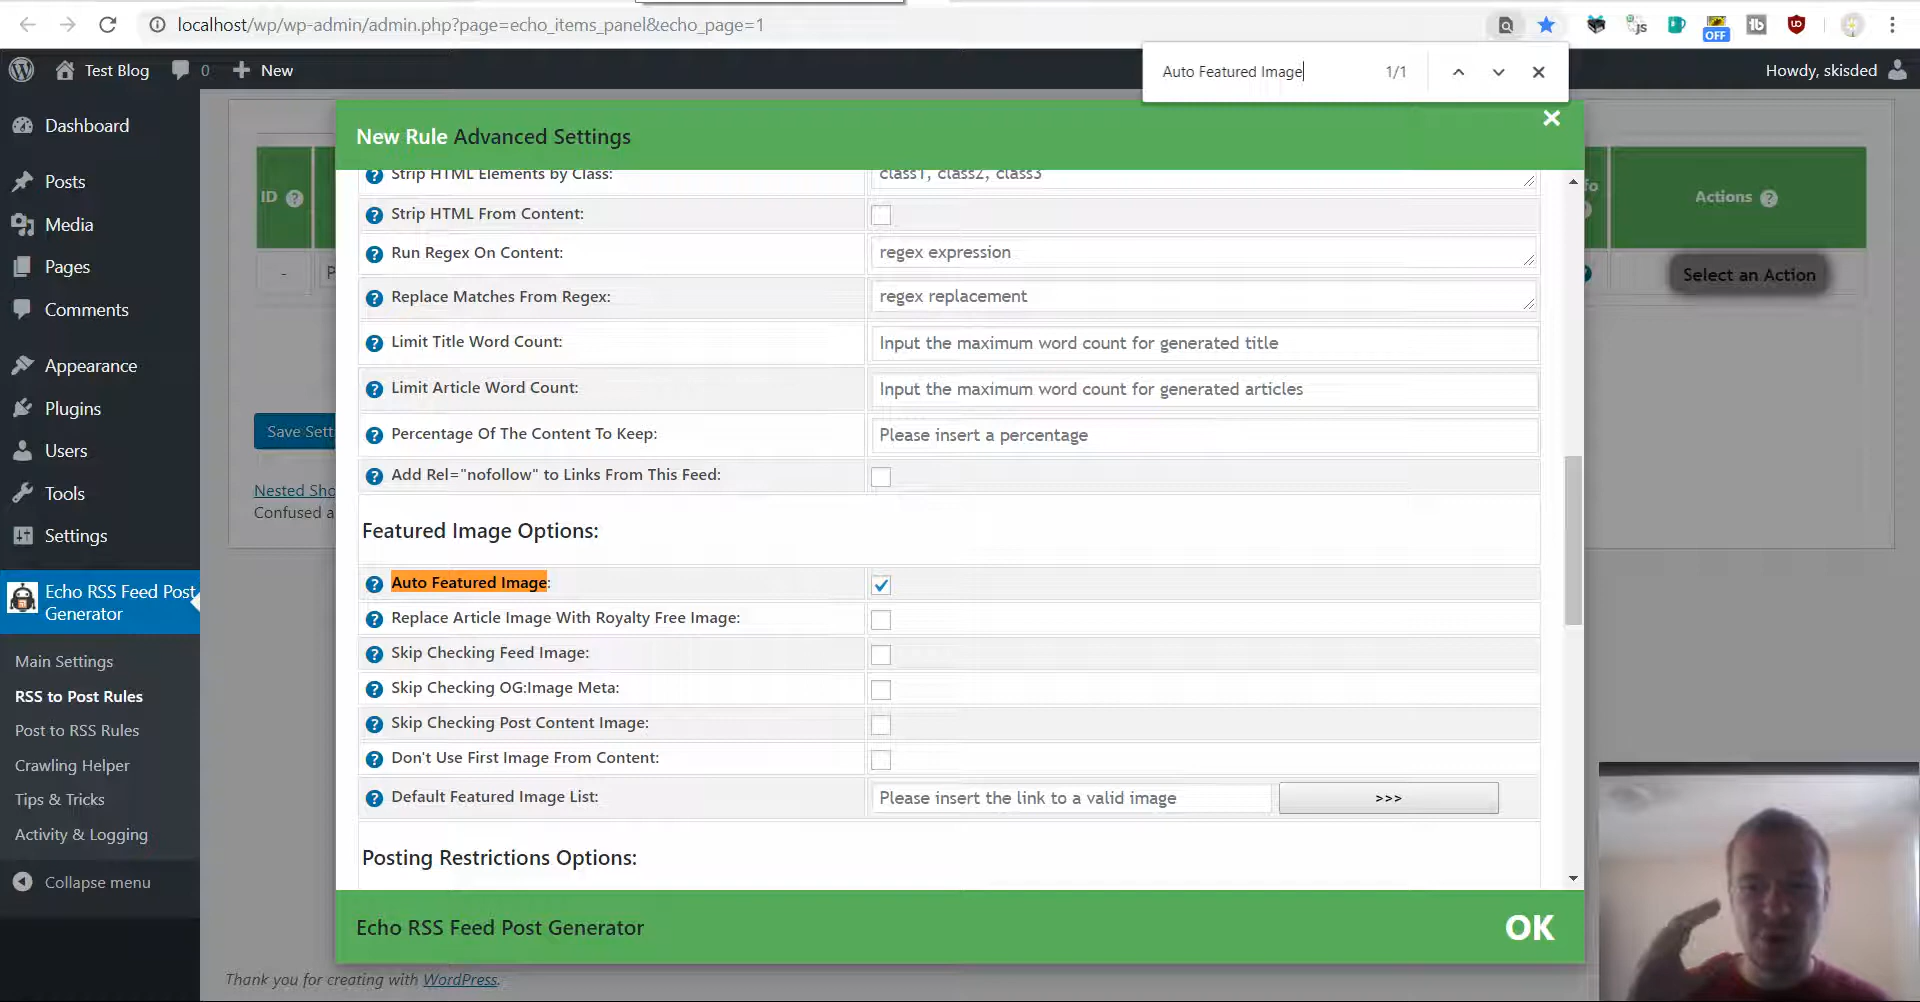 localhost/wp/wp-admin/admin.php?page=echo_items_panel&echo_page=1
js
OFF
Auto Featured Image 1/1
Test Blog 0 New
Howdy, skisded
Dashboard
Posts
Media
Pages
Comments
Appearance
Plugins
Users
Tools
Settings
Echo RSS Feed Post
Generator
Main Settings
RSS to Post Rules
Post to RSS Rules
Crawling Helper
Tips & Tricks
Activity & Logging
Collapse menu
ID
-
P
Save Sett
Nested Sho
Confused a
fo
Actions
Select an Action
New Rule Advanced Settings
Strip HTML Elements by Class: class1, class2, class3
Strip HTML From Content:
Run Regex On Content: regex expression
Replace Matches From Regex: regex replacement
Limit Title Word Count: Input the maximum word count for generated title
Limit Article Word Count: Input the maximum word count for generated articles
Percentage Of The Content To Keep: Please insert a percentage
Add Rel="nofollow" to Links From This Feed:
Featured Image Options:
Auto Featured Image:
Replace Article Image With Royalty Free Image:
Skip Checking Feed Image:
Skip Checking OG:Image Meta:
Skip Checking Post Content Image:
Don't Use First Image From Content:
Default Featured Image List: Please insert the link to a valid image >>>
Posting Restrictions Options:
Echo RSS Feed Post Generator OK
Thank you for creating with WordPress.